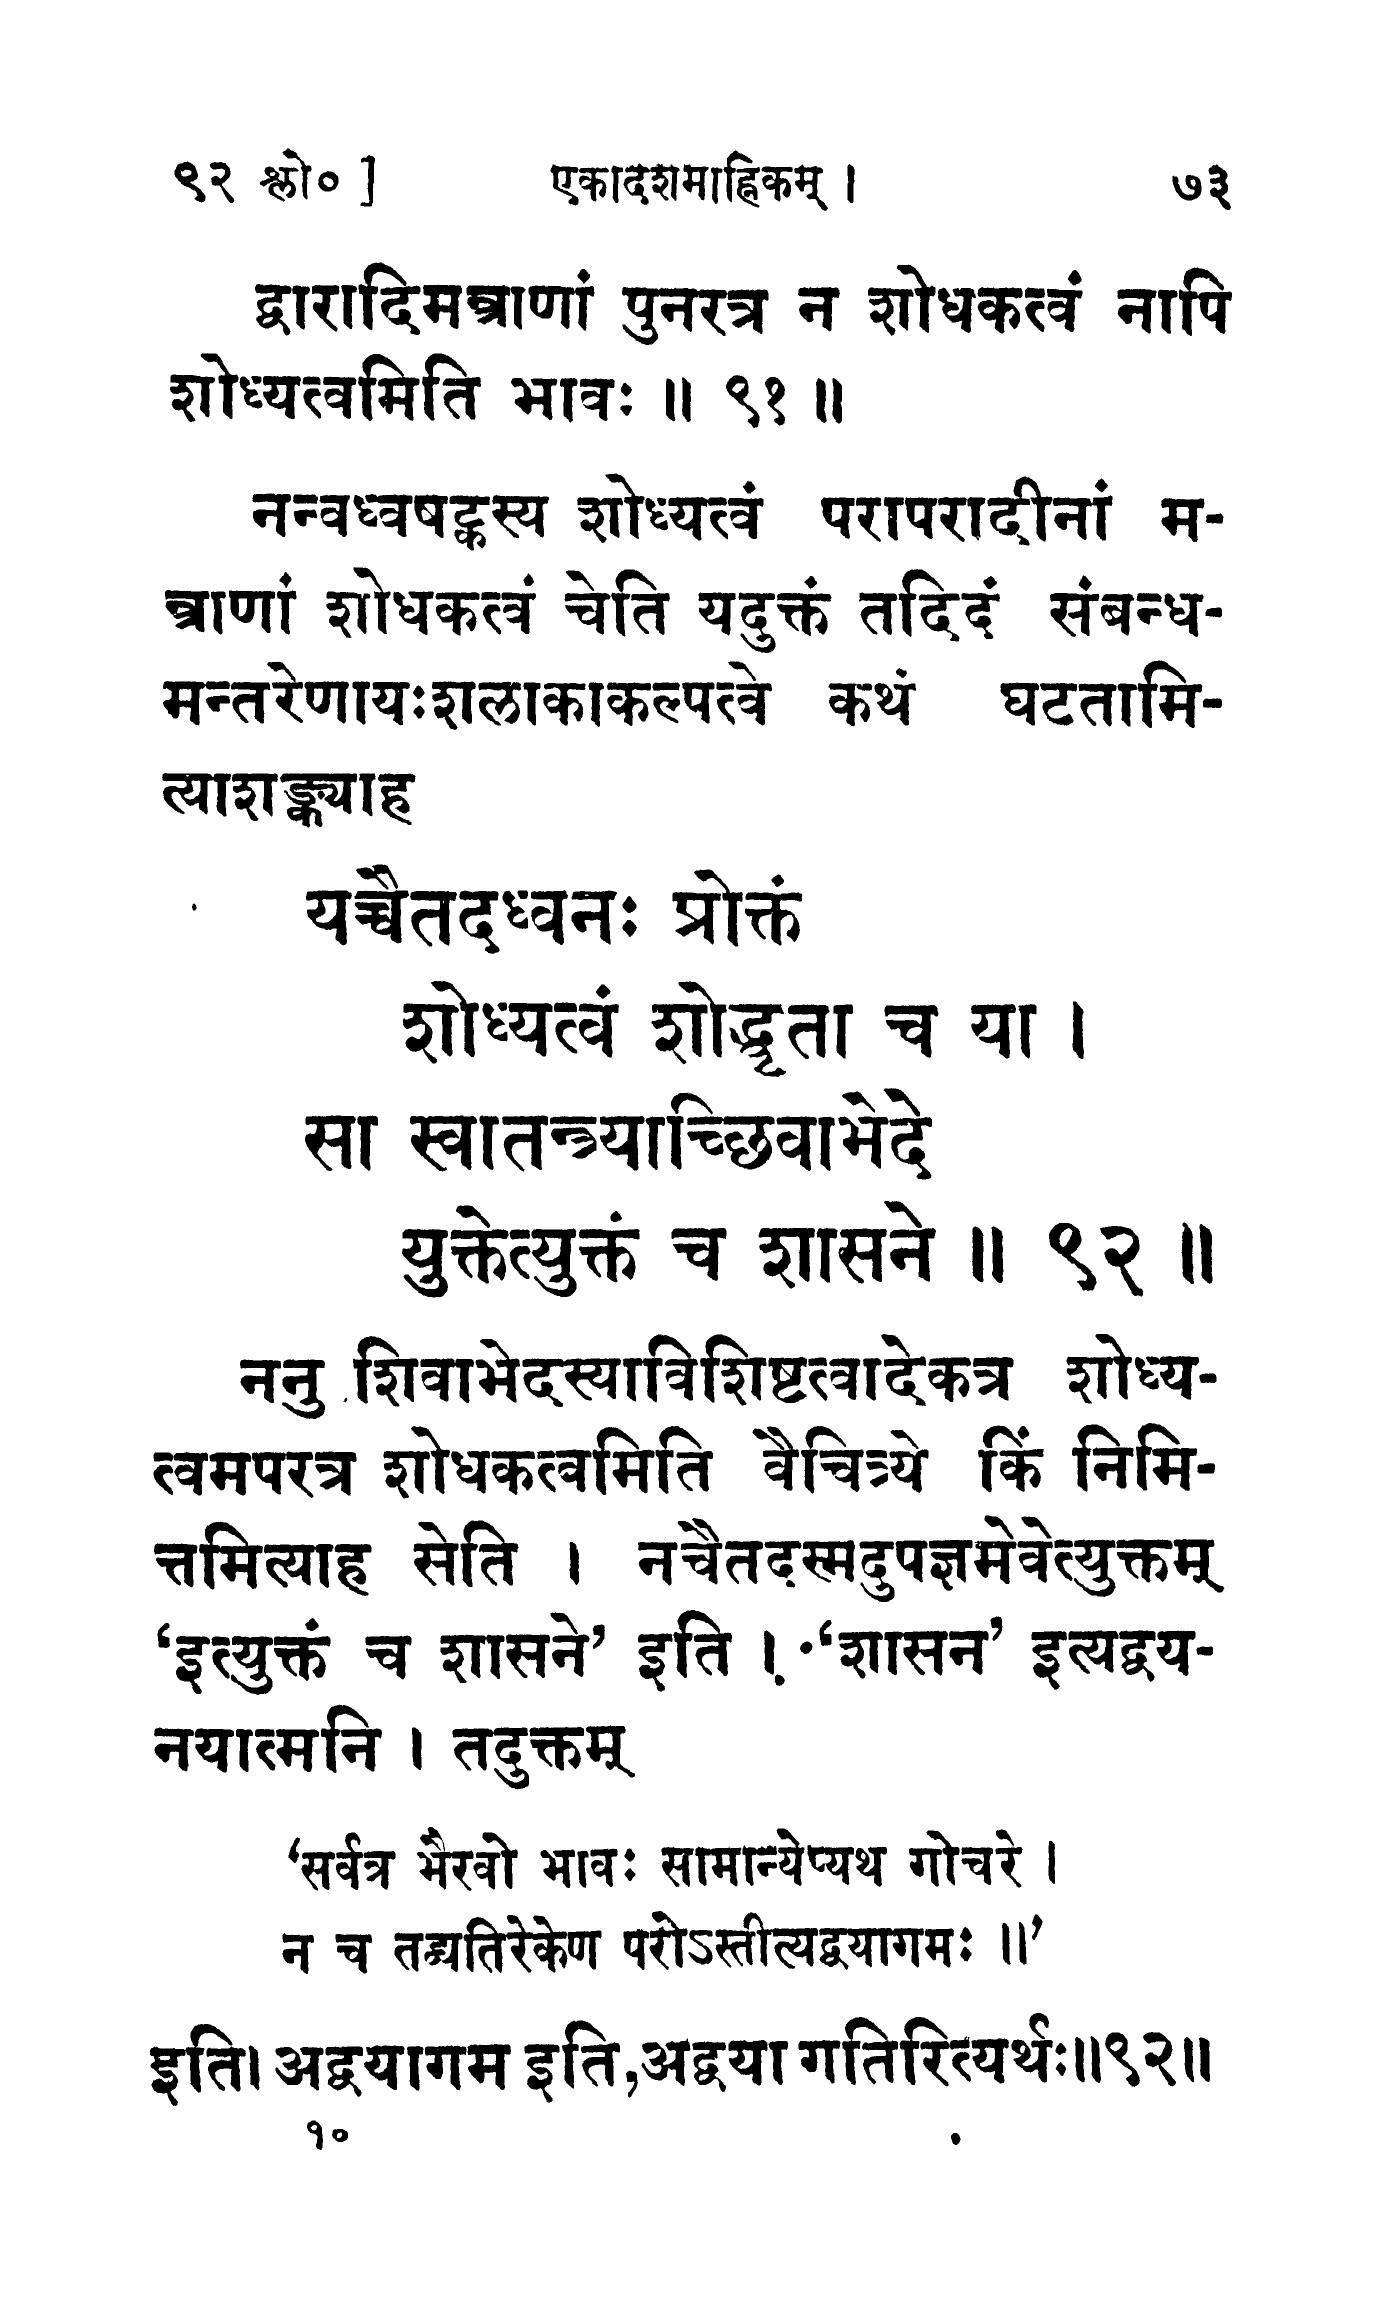 ९२ श्लो० ]
एकादशमाह्निकम् ।
७३
द्वारादिमन्त्राणां पुनरत्र न शोधकत्वं नापि
शोध्यत्वमिति भावः ॥ ९१ ॥
नन्वध्वषट्कस्य शोध्यत्वं परापरादीनां म-
न्त्राणां शोधकत्वं चेति यदुक्तं तदिदं संबन्ध-
मन्तरेणायःशलाकाकल्पत्वे कथं घटतामि-
त्याशङ्क्याह
यच्चैतदध्वनः प्रोक्तं
शोध्यत्वं शोद्धृता च या ।
सा स्वातन्त्र्याच्छिवाभेदे
युक्तेत्युक्तं च शासने ॥ ९२ ॥
ननु शिवाभेदस्याविशिष्टत्वादेकत्र शोध्य-
त्वमपरत्र शोधकत्वमिति वैचित्र्ये किं निमि-
त्तमित्याह सेति । नचैतदस्मदुपज्ञमेवेत्युक्तम्
‘इत्युक्तं च शासने’ इति । ‘शासन’ इत्यद्वय-
नयात्मनि । तदुक्तम्
‘सर्वत्र भैरवो भावः सामान्येप्यथ गोचरे ।
न च तद्व्यतिरेकेण परोऽस्तीत्यद्वयागमः ॥’
इति। अद्वयागम इति,अद्वया गतिरित्यर्थः॥९२॥
१०